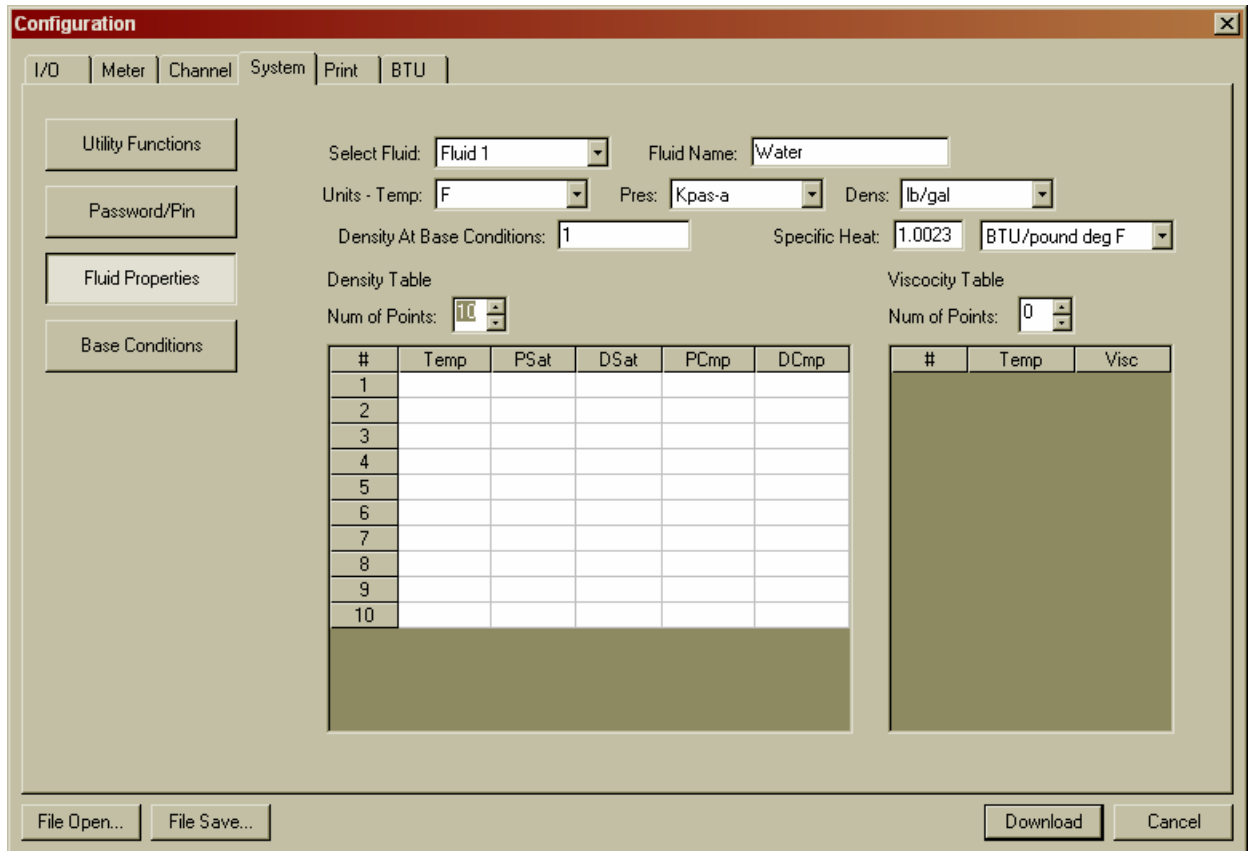 Configuration
I/O Meter Channel System Print BTU
Utility Functions
Password/Pin
Fluid Properties
Base Conditions
Select Fluid: Fluid 1 Fluid Name: Water
Units - Temp: F Pres: Kpas-a Dens: lb/gal
Density At Base Conditions: 1 Specific Heat: 1.0023 BTU/pound deg F
Density Table
Num of Points: 10
# Temp PSat DSat PCmp DCmp
1
2
3
4
5
6
7
8
9
10
Viscocity Table
Num of Points: 0
# Temp Visc
File Open... File Save... Download Cancel